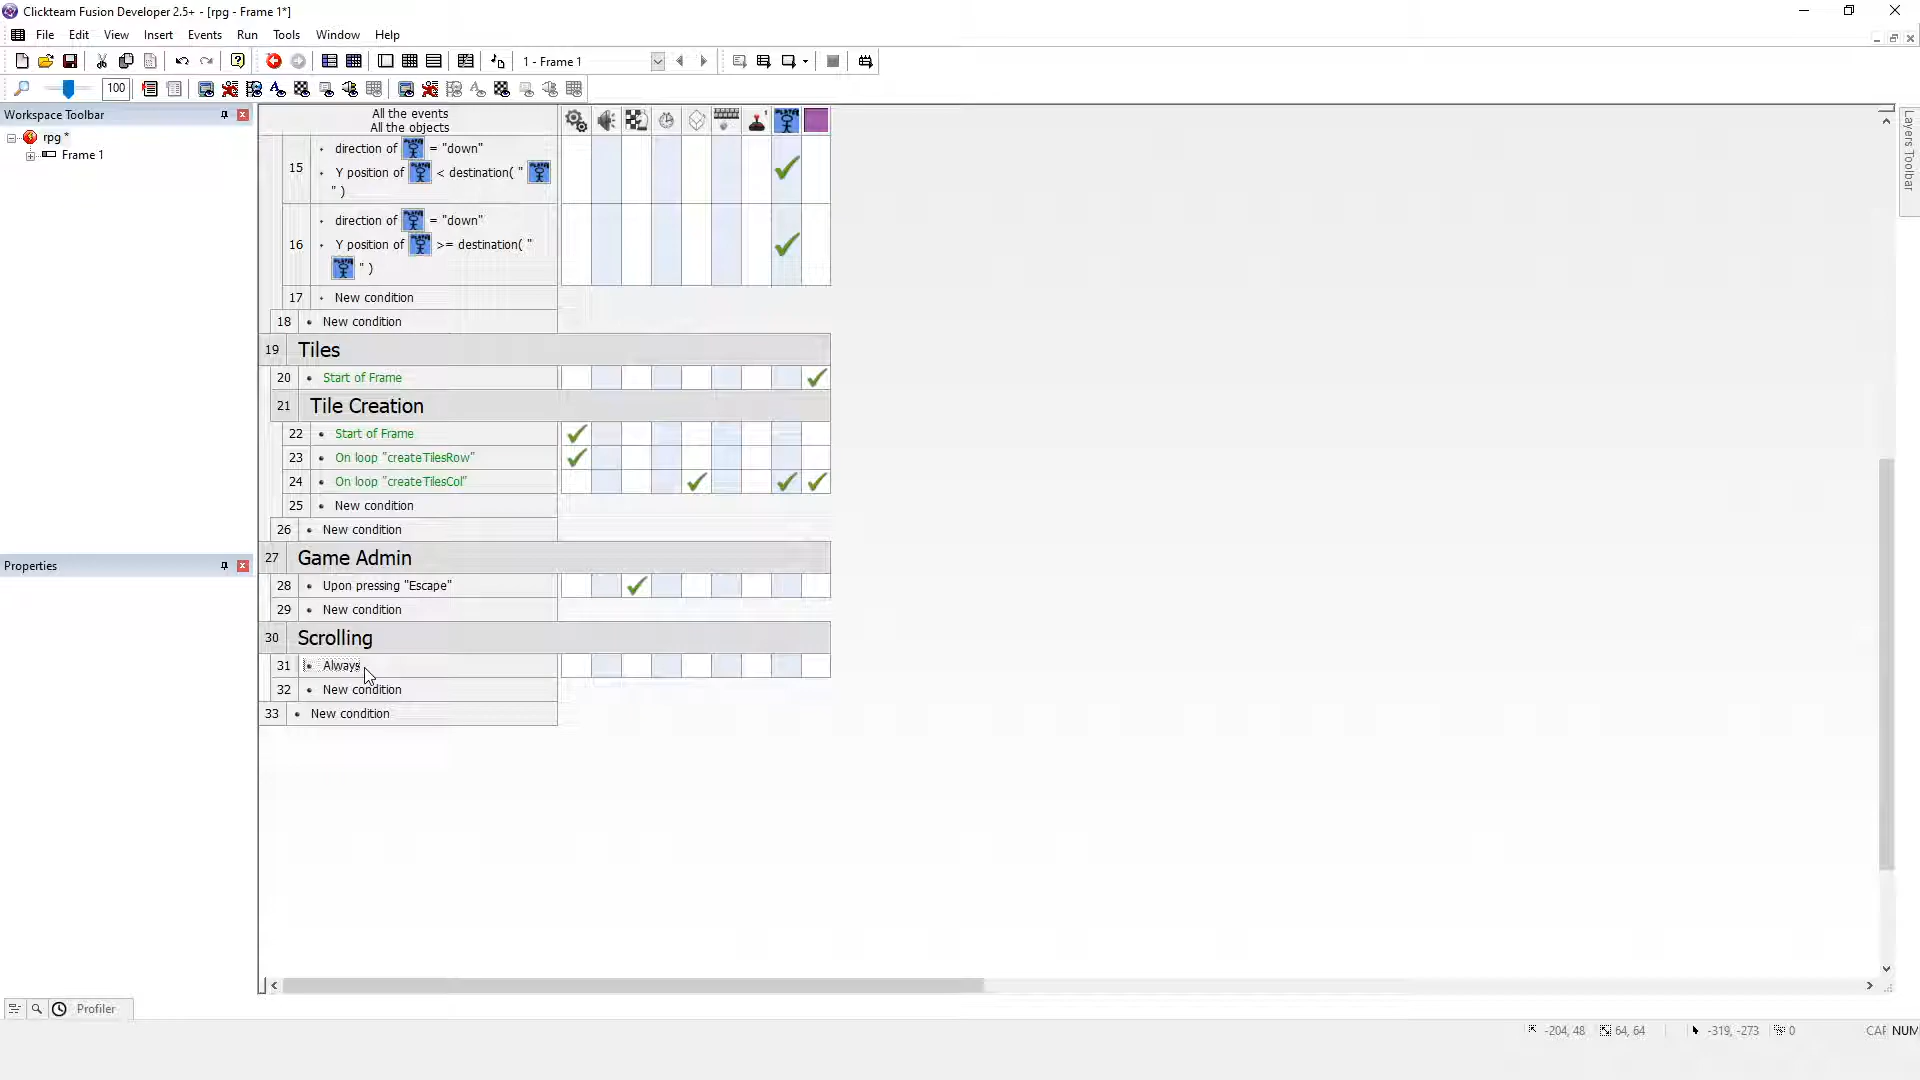 Clickteam Fusion Developer 2.5+ - [rpg - Frame 1*]
File Edit View Insert Events Run Tools Window Help
1 - Frame 1
100
Workspace Toolbar
rpg *
Frame 1
Properties
All the events
All the objects
15 direction of = "down"
Y position of < destination( "
" )
16 direction of = "down"
Y position of >= destination( "
" )
17 New condition
18 New condition
19 Tiles
20 Start of Frame
21 Tile Creation
22 Start of Frame
23 On loop "createTilesRow"
24 On loop "createTilesCol"
25 New condition
26 New condition
27 Game Admin
28 Upon pressing "Escape"
29 New condition
30 Scrolling
31 Always
32 New condition
33 New condition
Layers Toolbar
Profiler
-204, 48 64, 64 -319, -273 0 CAP NUM